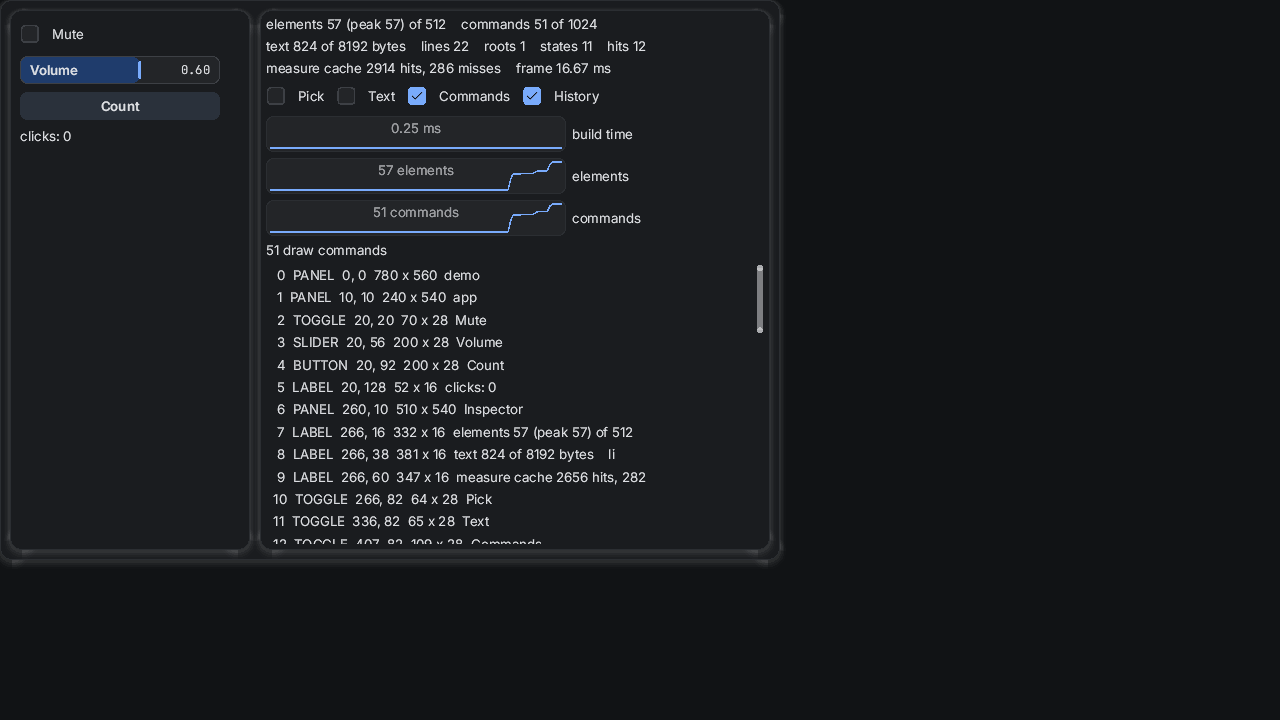 Mute
Volume 0.60
Count
clicks: 0
elements 57 (peak 57) of 512 commands 51 of 1024
text 824 of 8192 bytes lines 22 roots 1 states 11 hits 12
measure cache 2914 hits, 286 misses frame 16.67 ms
Pick Text Commands History
0.25 ms build time
57 elements elements
51 commands commands
51 draw commands
0 PANEL 0, 0 780 x 560 demo
1 PANEL 10, 10 240 x 540 app
2 TOGGLE 20, 20 70 x 28 Mute
3 SLIDER 20, 56 200 x 28 Volume
4 BUTTON 20, 92 200 x 28 Count
5 LABEL 20, 128 52 x 16 clicks: 0
6 PANEL 260, 10 510 x 540 Inspector
7 LABEL 266, 16 332 x 16 elements 57 (peak 57) of 512
8 LABEL 266, 38 381 x 16 text 824 of 8192 bytes li
9 LABEL 266, 60 347 x 16 measure cache 2656 hits, 282
10 TOGGLE 266, 82 64 x 28 Pick
11 TOGGLE 336, 82 65 x 28 Text
12 TOGGLE 407, 82 109 x 28 Commands